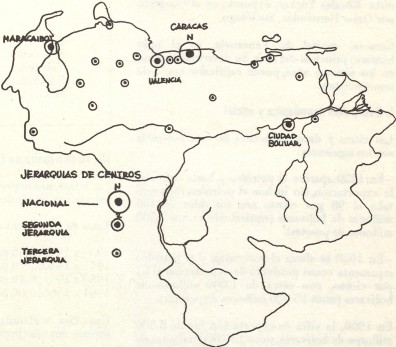 MARACAIBO
CARACAS
N
VALENCIA
CIUDAD
BOLIVAR
JERARQUIAS DE CENTROS
N
NACIONAL
SEGUNDA
JERARQUIA
TERCERA
JERARQUIA